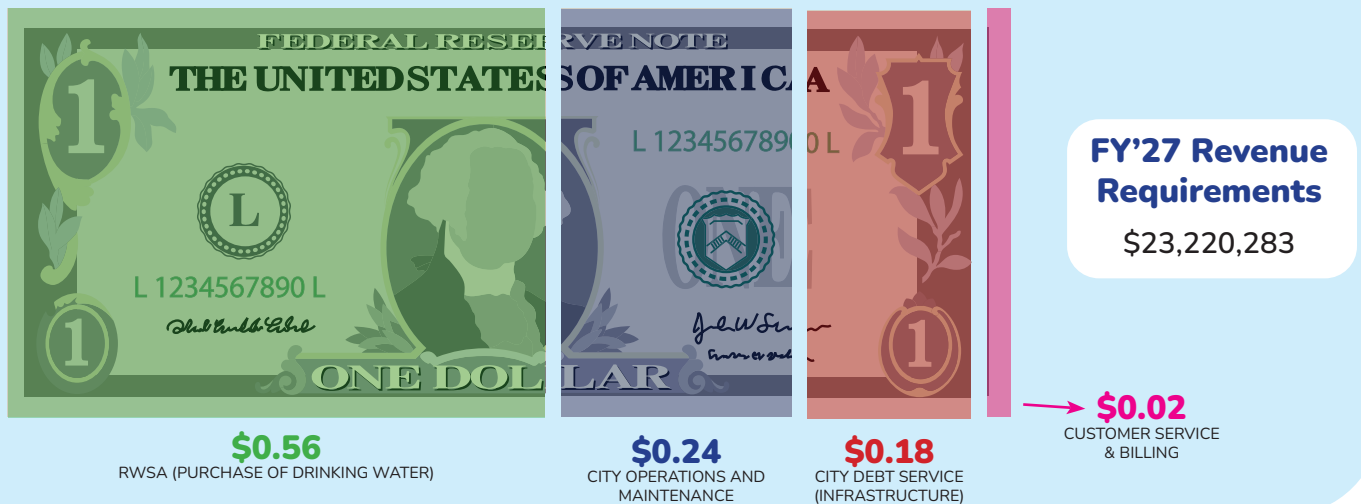 FEDERAL RESERVE NOTE
THE UNITED STATES OF AMERICA
1
1
L 1234567890 L
ONE
L
L 1234567890 L
1
1
ONE DOLLAR
FY'27 Revenue
Requirements
$23,220,283
$0.56
RWSA (PURCHASE OF DRINKING WATER)
$0.24
CITY OPERATIONS AND
MAINTENANCE
$0.18
CITY DEBT SERVICE
(INFRASTRUCTURE)
$0.02
CUSTOMER SERVICE
& BILLING